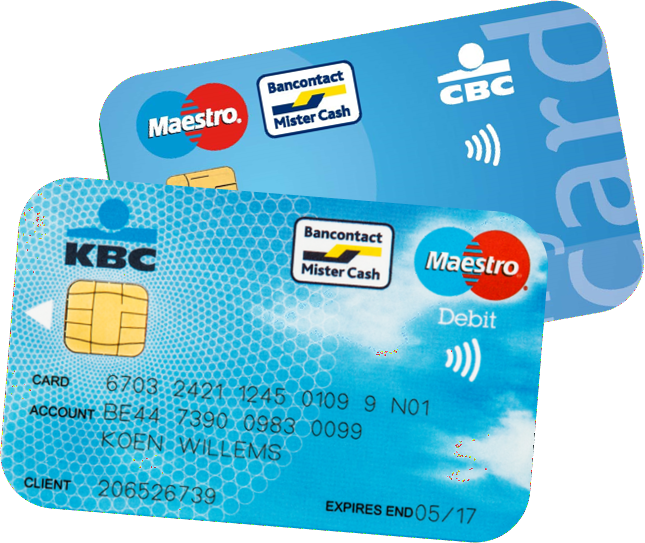 Maestro.
Bancontact
Mister Cash
CBC
card
KBC
Bancontact
Mister Cash
Maestro
Debit
CARD 6703 2421 1245 0109 9 N01
ACCOUNT BE44 7390 0983 0099
KOEN WILLEMS
CLIENT 206526739
EXPIRES END 05/17